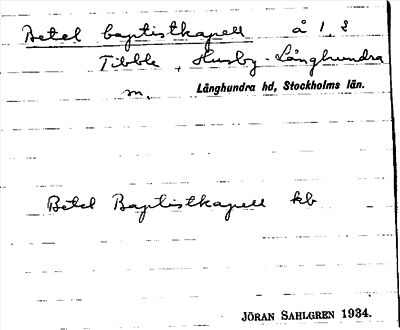 Betel baptistkapell å 1 8
Tibble, Husby-Långhundra
m. Långhundra hd, Stockholms län.
Betel Baptistkapell kb
JÖRAN SAHLGREN 1934.